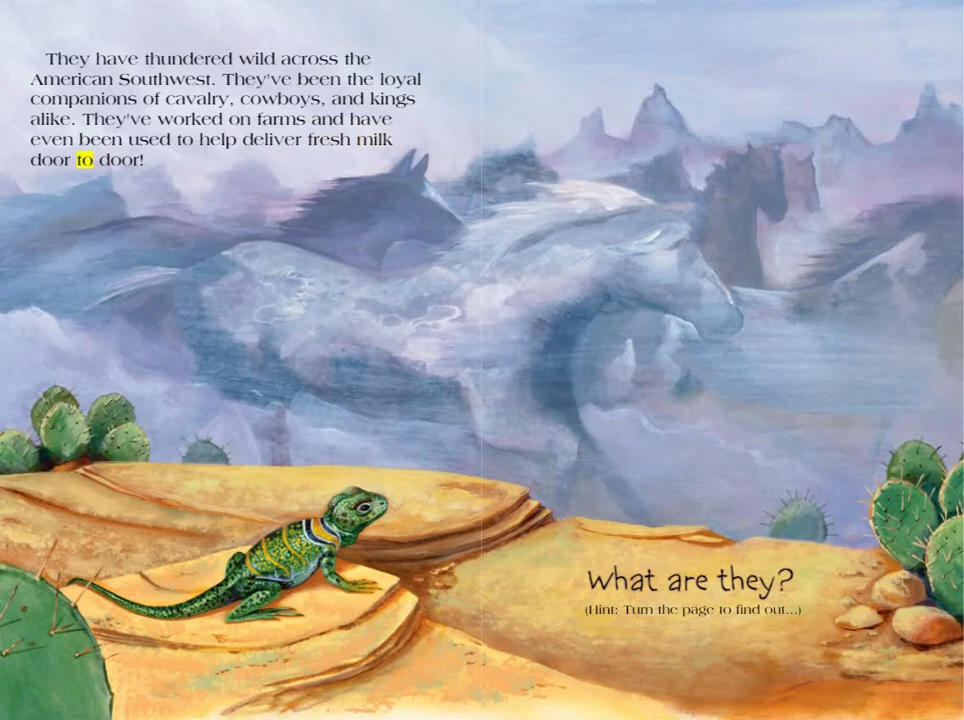 They have thundered wild across the
American Southwest. They've been the loyal
companions of cavalry, cowboys, and kings
alike. They've worked on farms and have
even been used to help deliver fresh milk
door to door!
What are they?
(Hint: Turn the page to find out...)